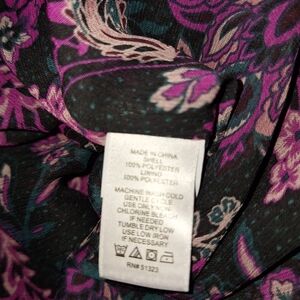 MADE IN CHINA
SHELL
100% POLYESTER
LINING
100% POLYESTER
MACHINE WASH COLD
GENTLE CYCLE
USE ONLY NON
CHLORINE BLEACH
IF NEEDED
TUMBLE DRY LOW
USE LOW IRON
IF NECESSARY
RN# 51323